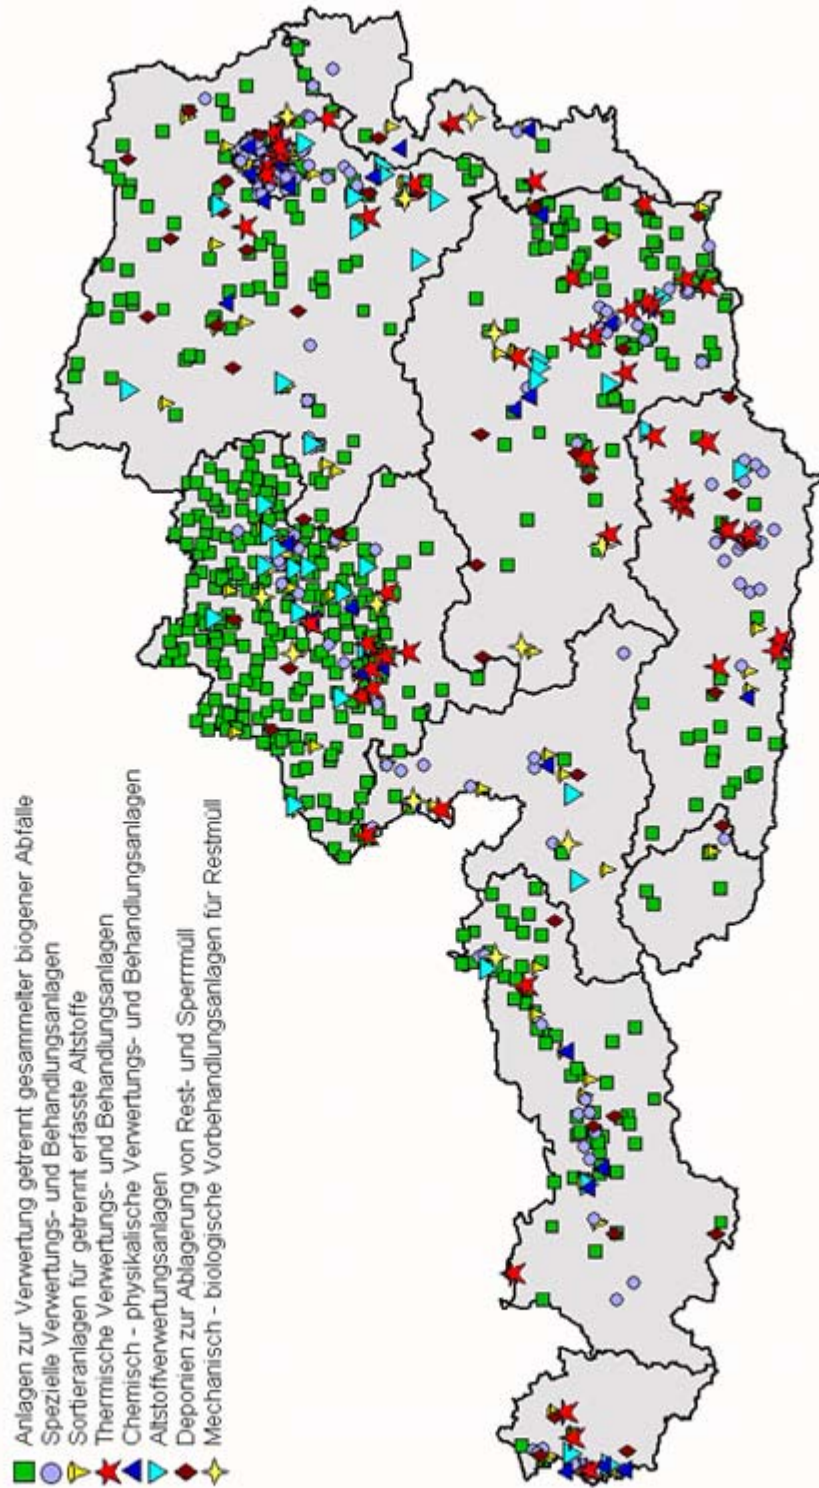 Anlagen zur Verwertung getrennt gesammelter biogener Abfälle
Spezielle Verwertungs- und Behandlungsanlagen
Sortieranlagen für getrennt erfasste Altstoffe
Thermische Verwertungs- und Behandlungsanlagen
Chemisch - physikalische Verwertungs- und Behandlungsanlagen
Altstoffverwertungsanlagen
Deponien zur Ablagerung von Rest- und Sperrmüll
Mechanisch - biologische Vorbehandlungsanlagen für Restmüll